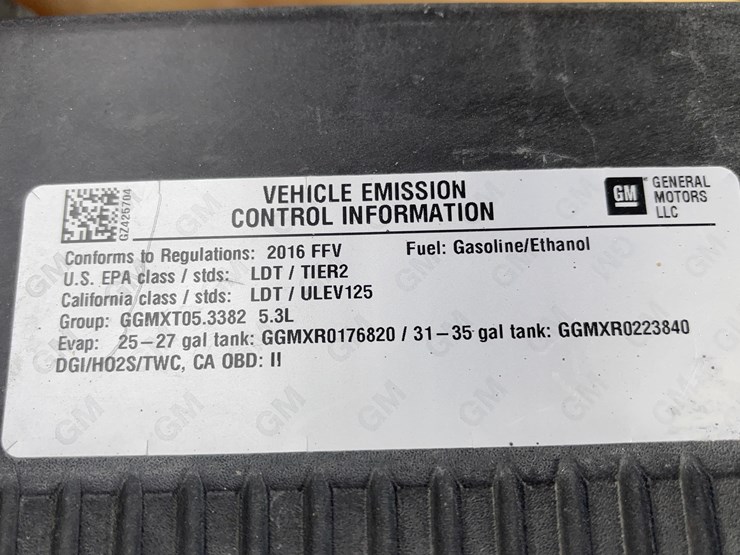 VEHICLE EMISSION
CONTROL INFORMATION
GM
GENERAL
MOTORS
LLC
GZ425704
Conforms to Regulations: 2016 FFV Fuel: Gasoline/Ethanol
U.S. EPA class / stds: LDT / TIER2
California class / stds: LDT / ULEV125
Group: GGMXT05.3382 5.3L
Evap: 25-27 gal tank: GGMXR0176820 / 31-35 gal tank: GGMXR0223840
DGI/HO2S/TWC, CA OBD: II